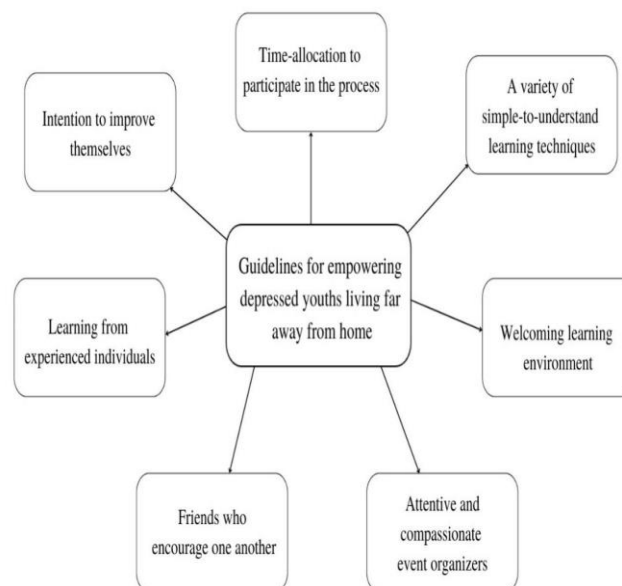 Time-allocation to
participate in the process
A variety of
simple-to-understand
learning techniques
Intention to improve
themselves
Guidelines for empowering
depressed youths living far
away from home
Learning from
experienced individuals
Welcoming learning
environment
Friends who
encourage one another
Attentive and
compassionate
event organizers